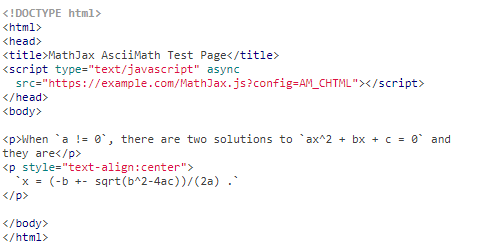 <!DOCTYPE html>
<html>
<head>
<title>MathJax AsciiMath Test Page</title>
<script type="text/javascript" async
  src="https://example.com/MathJax.js?config=AM_CHTML"></script>
</head>
<body>

<p>When `a != 0`, there are two solutions to `ax^2 + bx + c = 0` and
they are</p>
<p style="text-align:center">
  `x = (-b +- sqrt(b^2-4ac))/(2a) .`
</p>

</body>
</html>